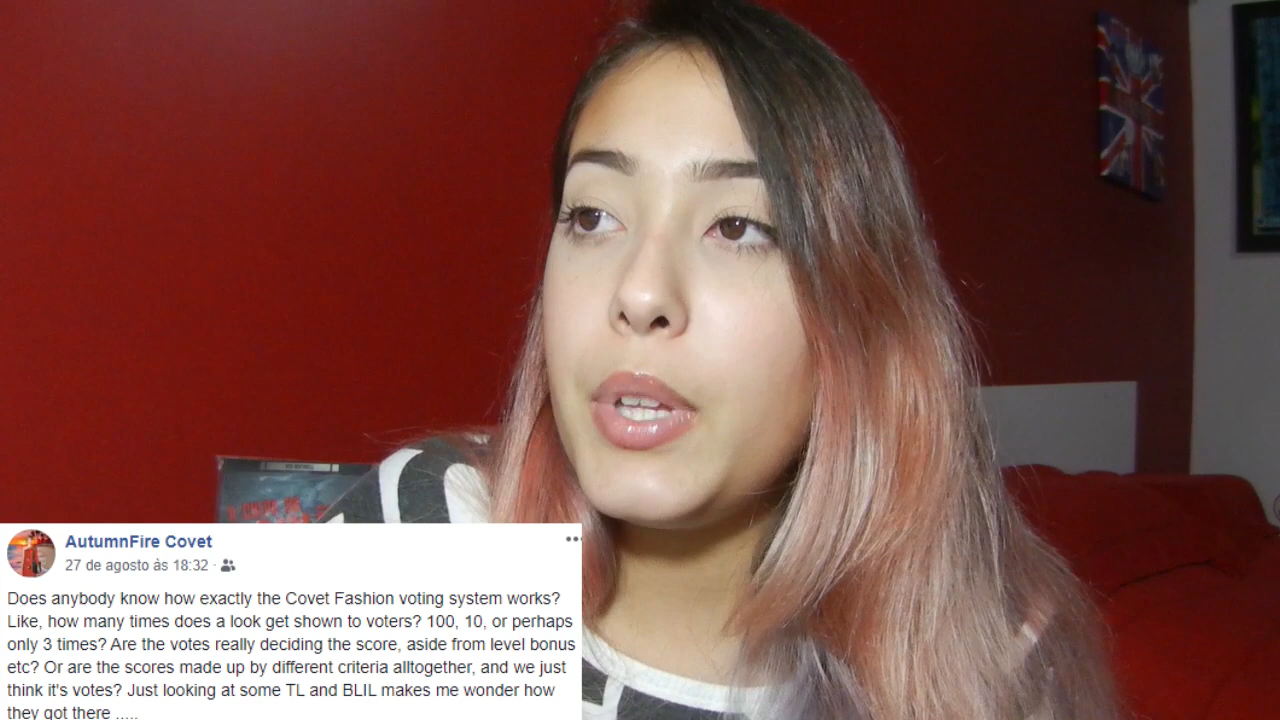 AutumnFire Covet
27 de agosto às 18:32 ·
Does anybody know how exactly the Covet Fashion voting system works?
Like, how many times does a look get shown to voters? 100, 10, or perhaps
only 3 times? Are the votes really deciding the score, aside from level bonus
etc? Or are the scores made up by different criteria alltogether, and we just
think it's votes? Just looking at some TL and BLIL makes me wonder how
they got there .....